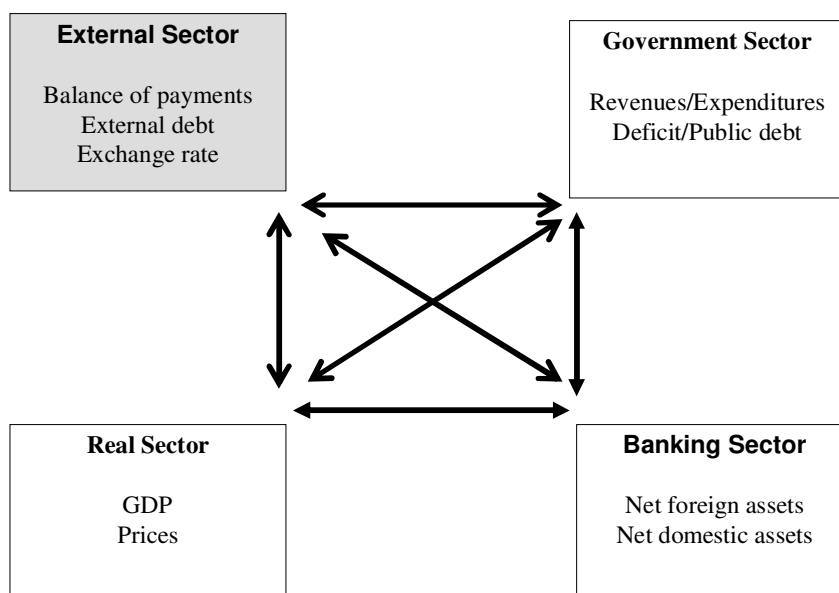 External Sector
Balance of payments
External debt
Exchange rate
Government Sector
Revenues/Expenditures
Deficit/Public debt
Real Sector
GDP
Prices
Banking Sector
Net foreign assets
Net domestic assets